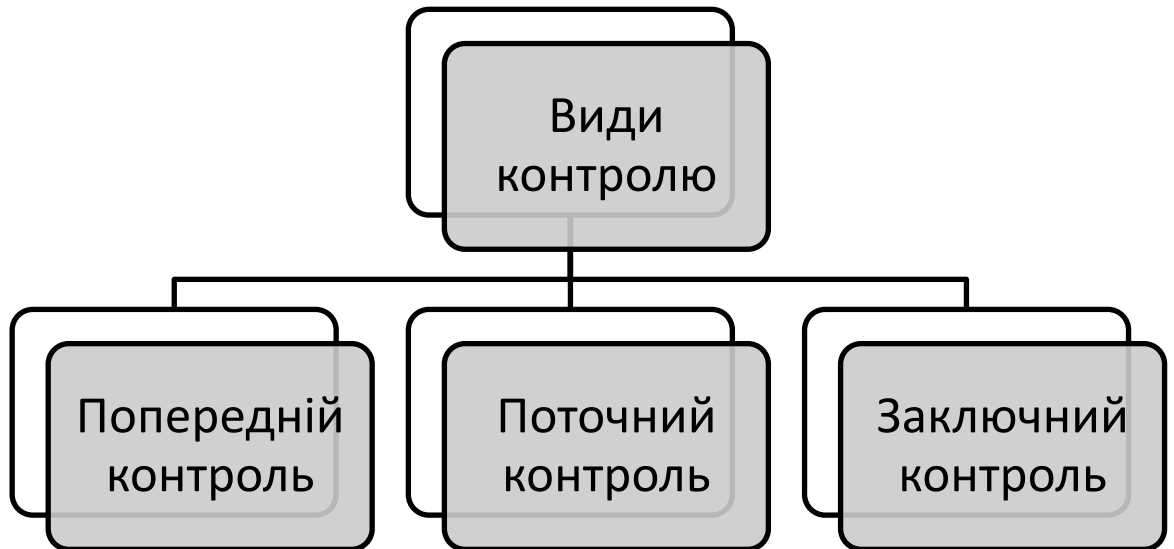 Види
контролю
Попередній
контроль
Поточний
контроль
Заключний
контроль